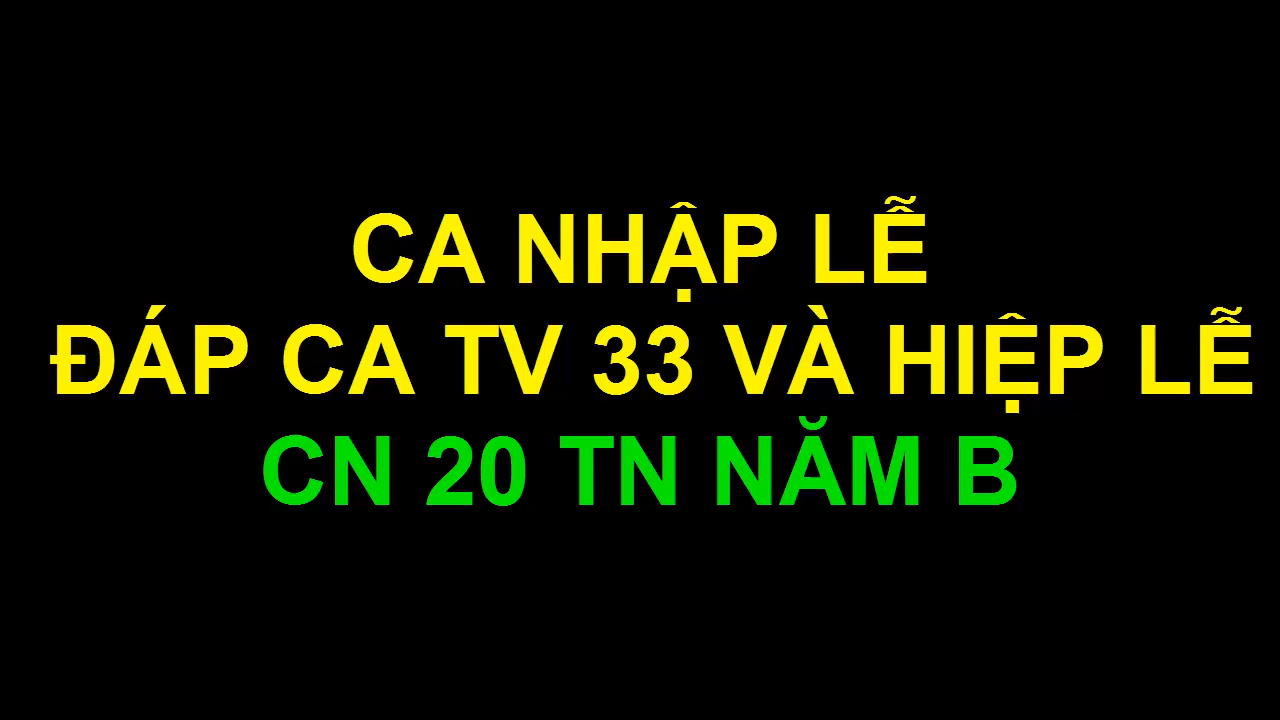 CA NHẬP LỄ
ĐÁP CA TV 33 VÀ HIỆP LỄ
CN 20 TN NĂM B